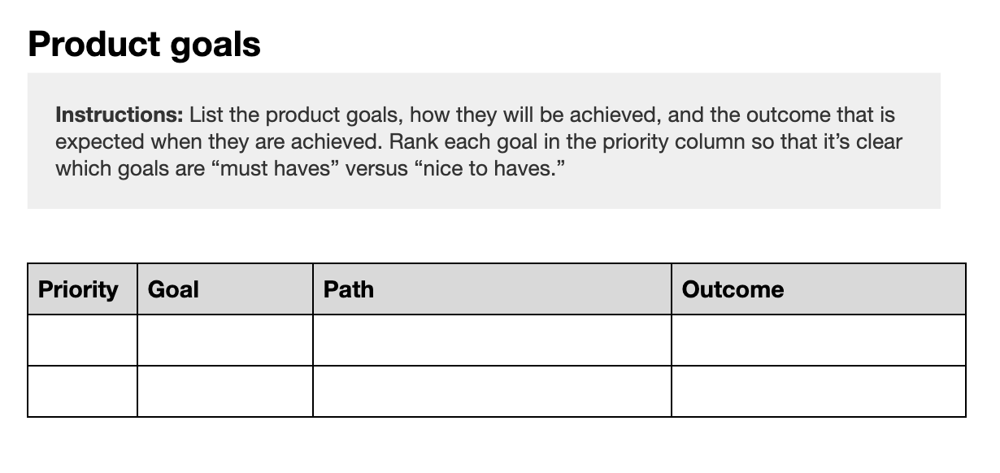 Product goals
Instructions: List the product goals, how they will be achieved, and the outcome that is
expected when they are achieved. Rank each goal in the priority column so that it’s clear
which goals are “must haves” versus “nice to haves.”
Priority Goal Path Outcome